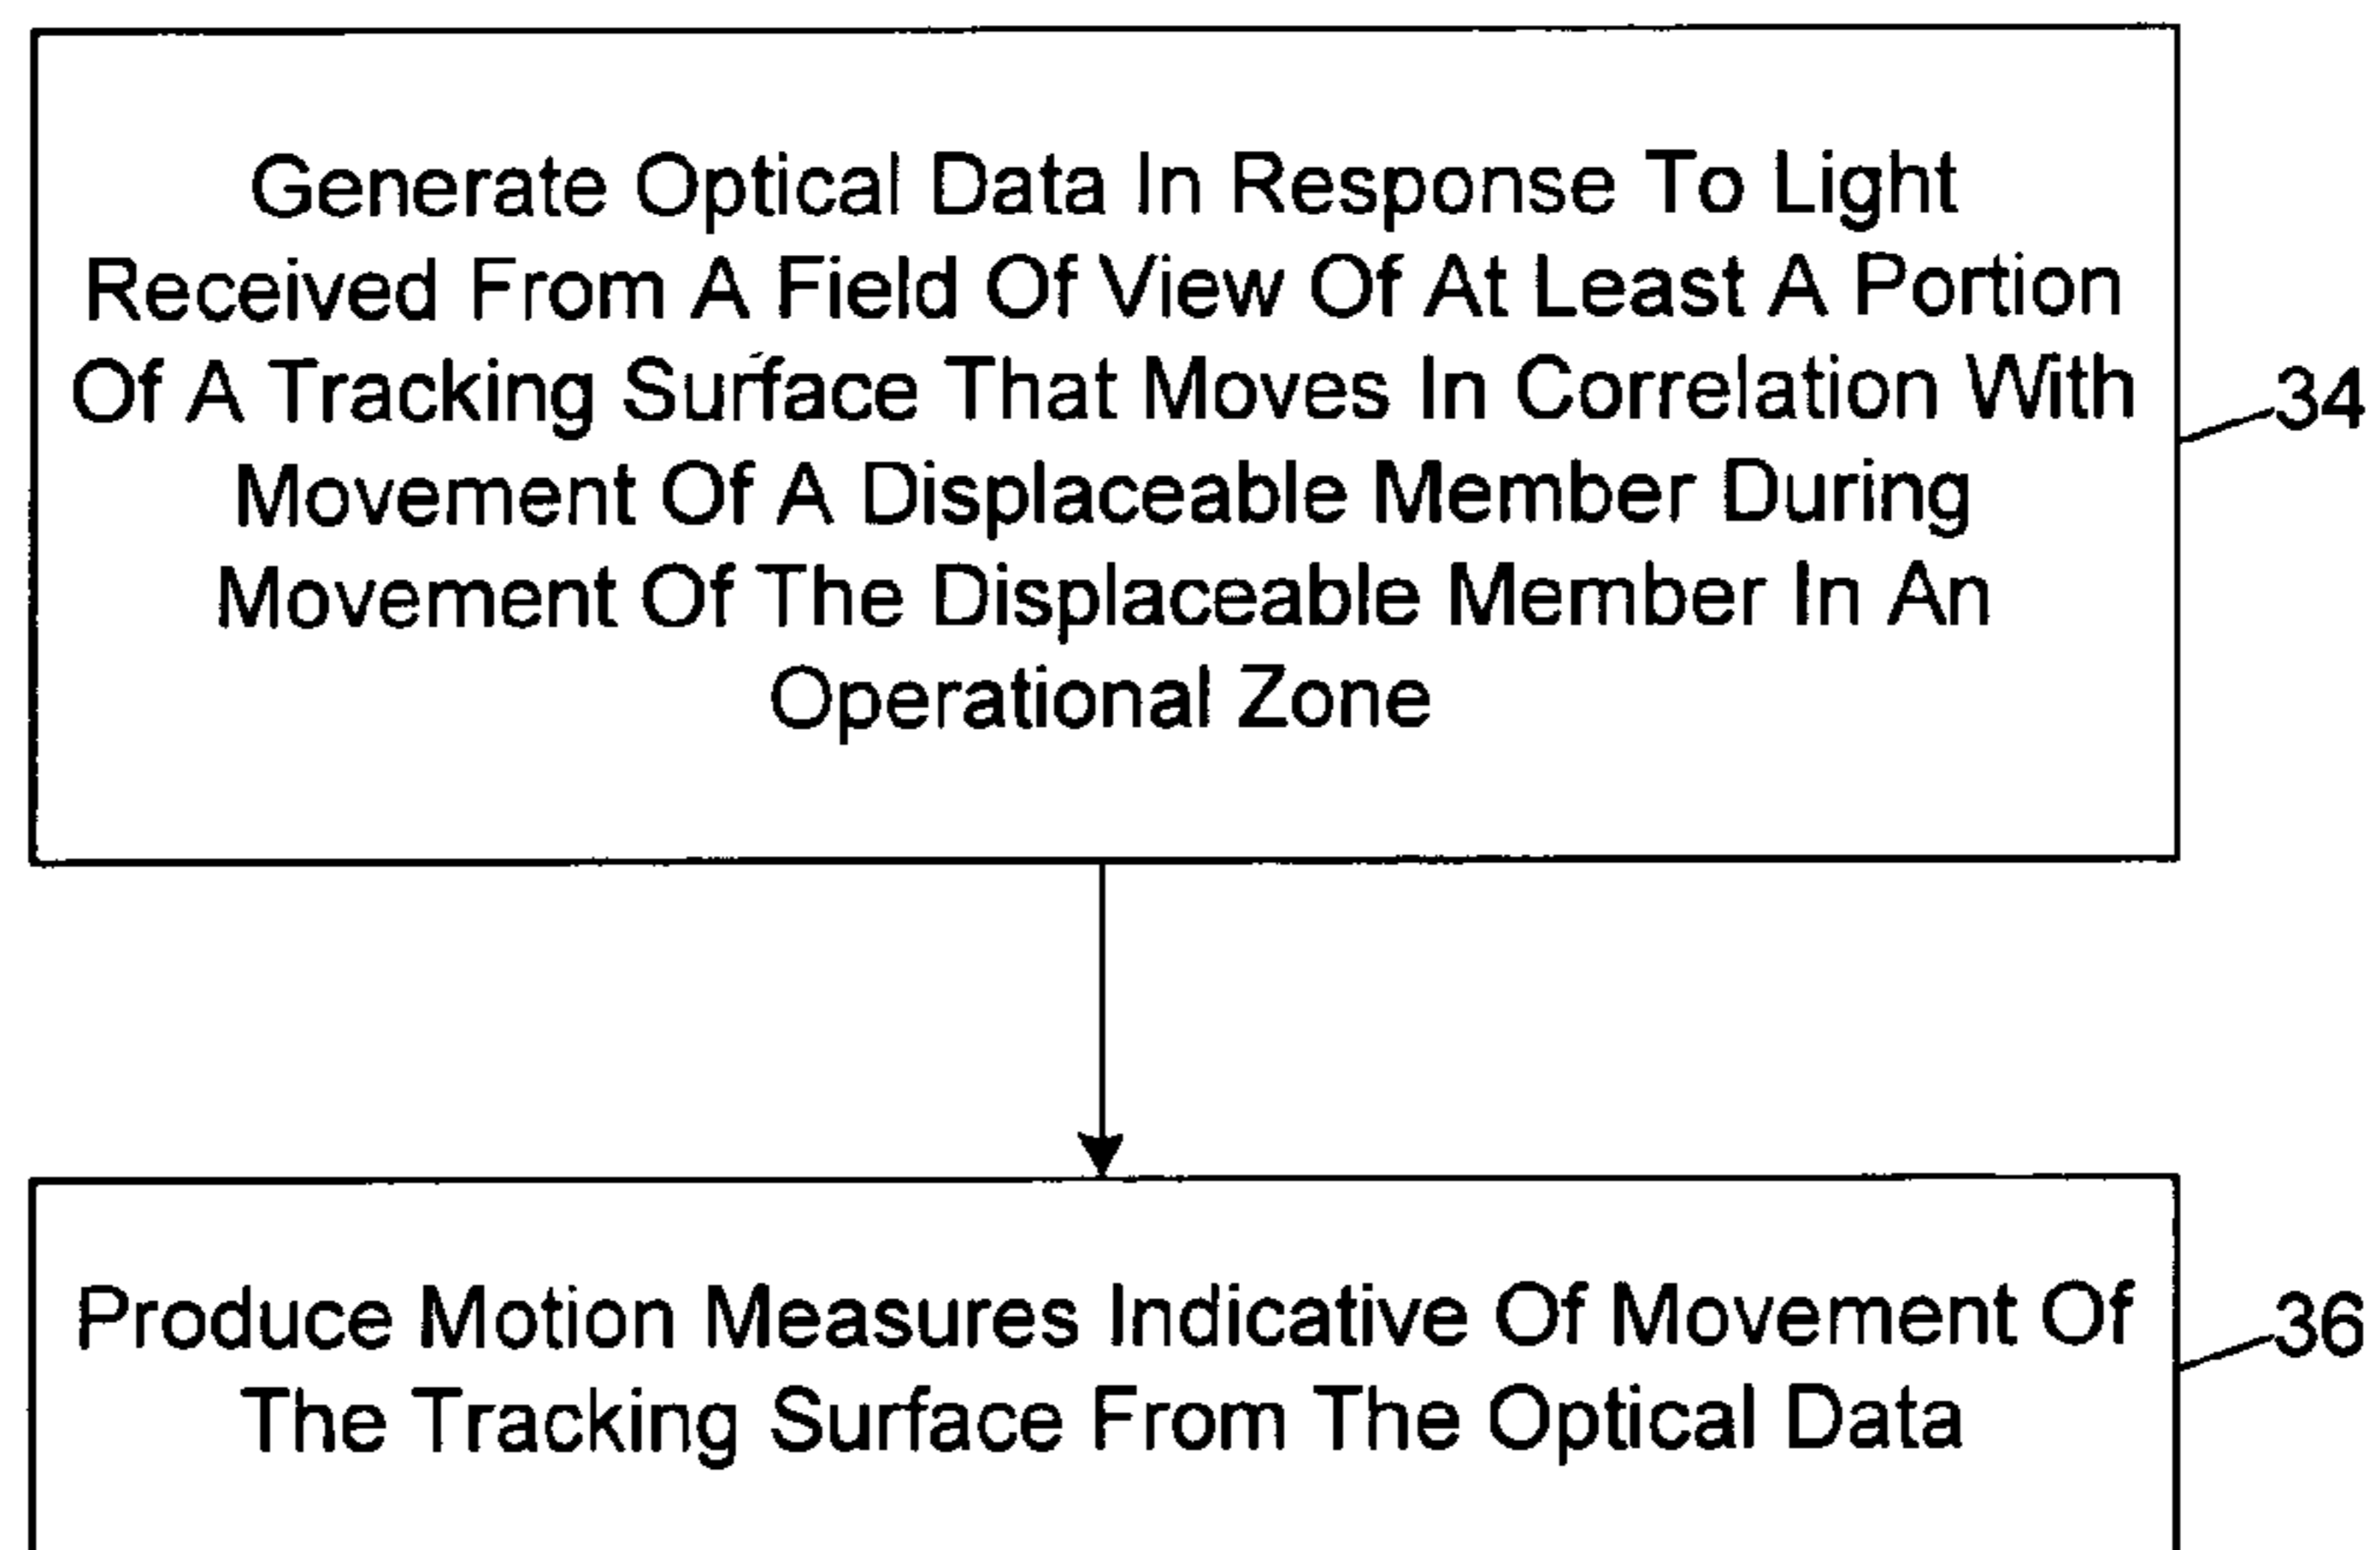 Generate Optical Data In Response To Light
Received From A Field Of View Of At Least A Portion
Of A Tracking Surface That Moves In Correlation With
Movement Of A Displaceable Member During
Movement Of The Displaceable Member In An
Operational Zone
34
Produce Motion Measures Indicative Of Movement Of
The Tracking Surface From The Optical Data
36